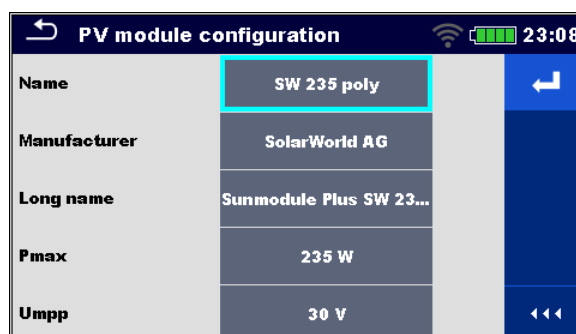 PV module configuration 23:08
Name SW 235 poly
Manufacturer SolarWorld AG
Long name Sunmodule Plus SW 23...
Pmax 235 W
Umpp 30 V